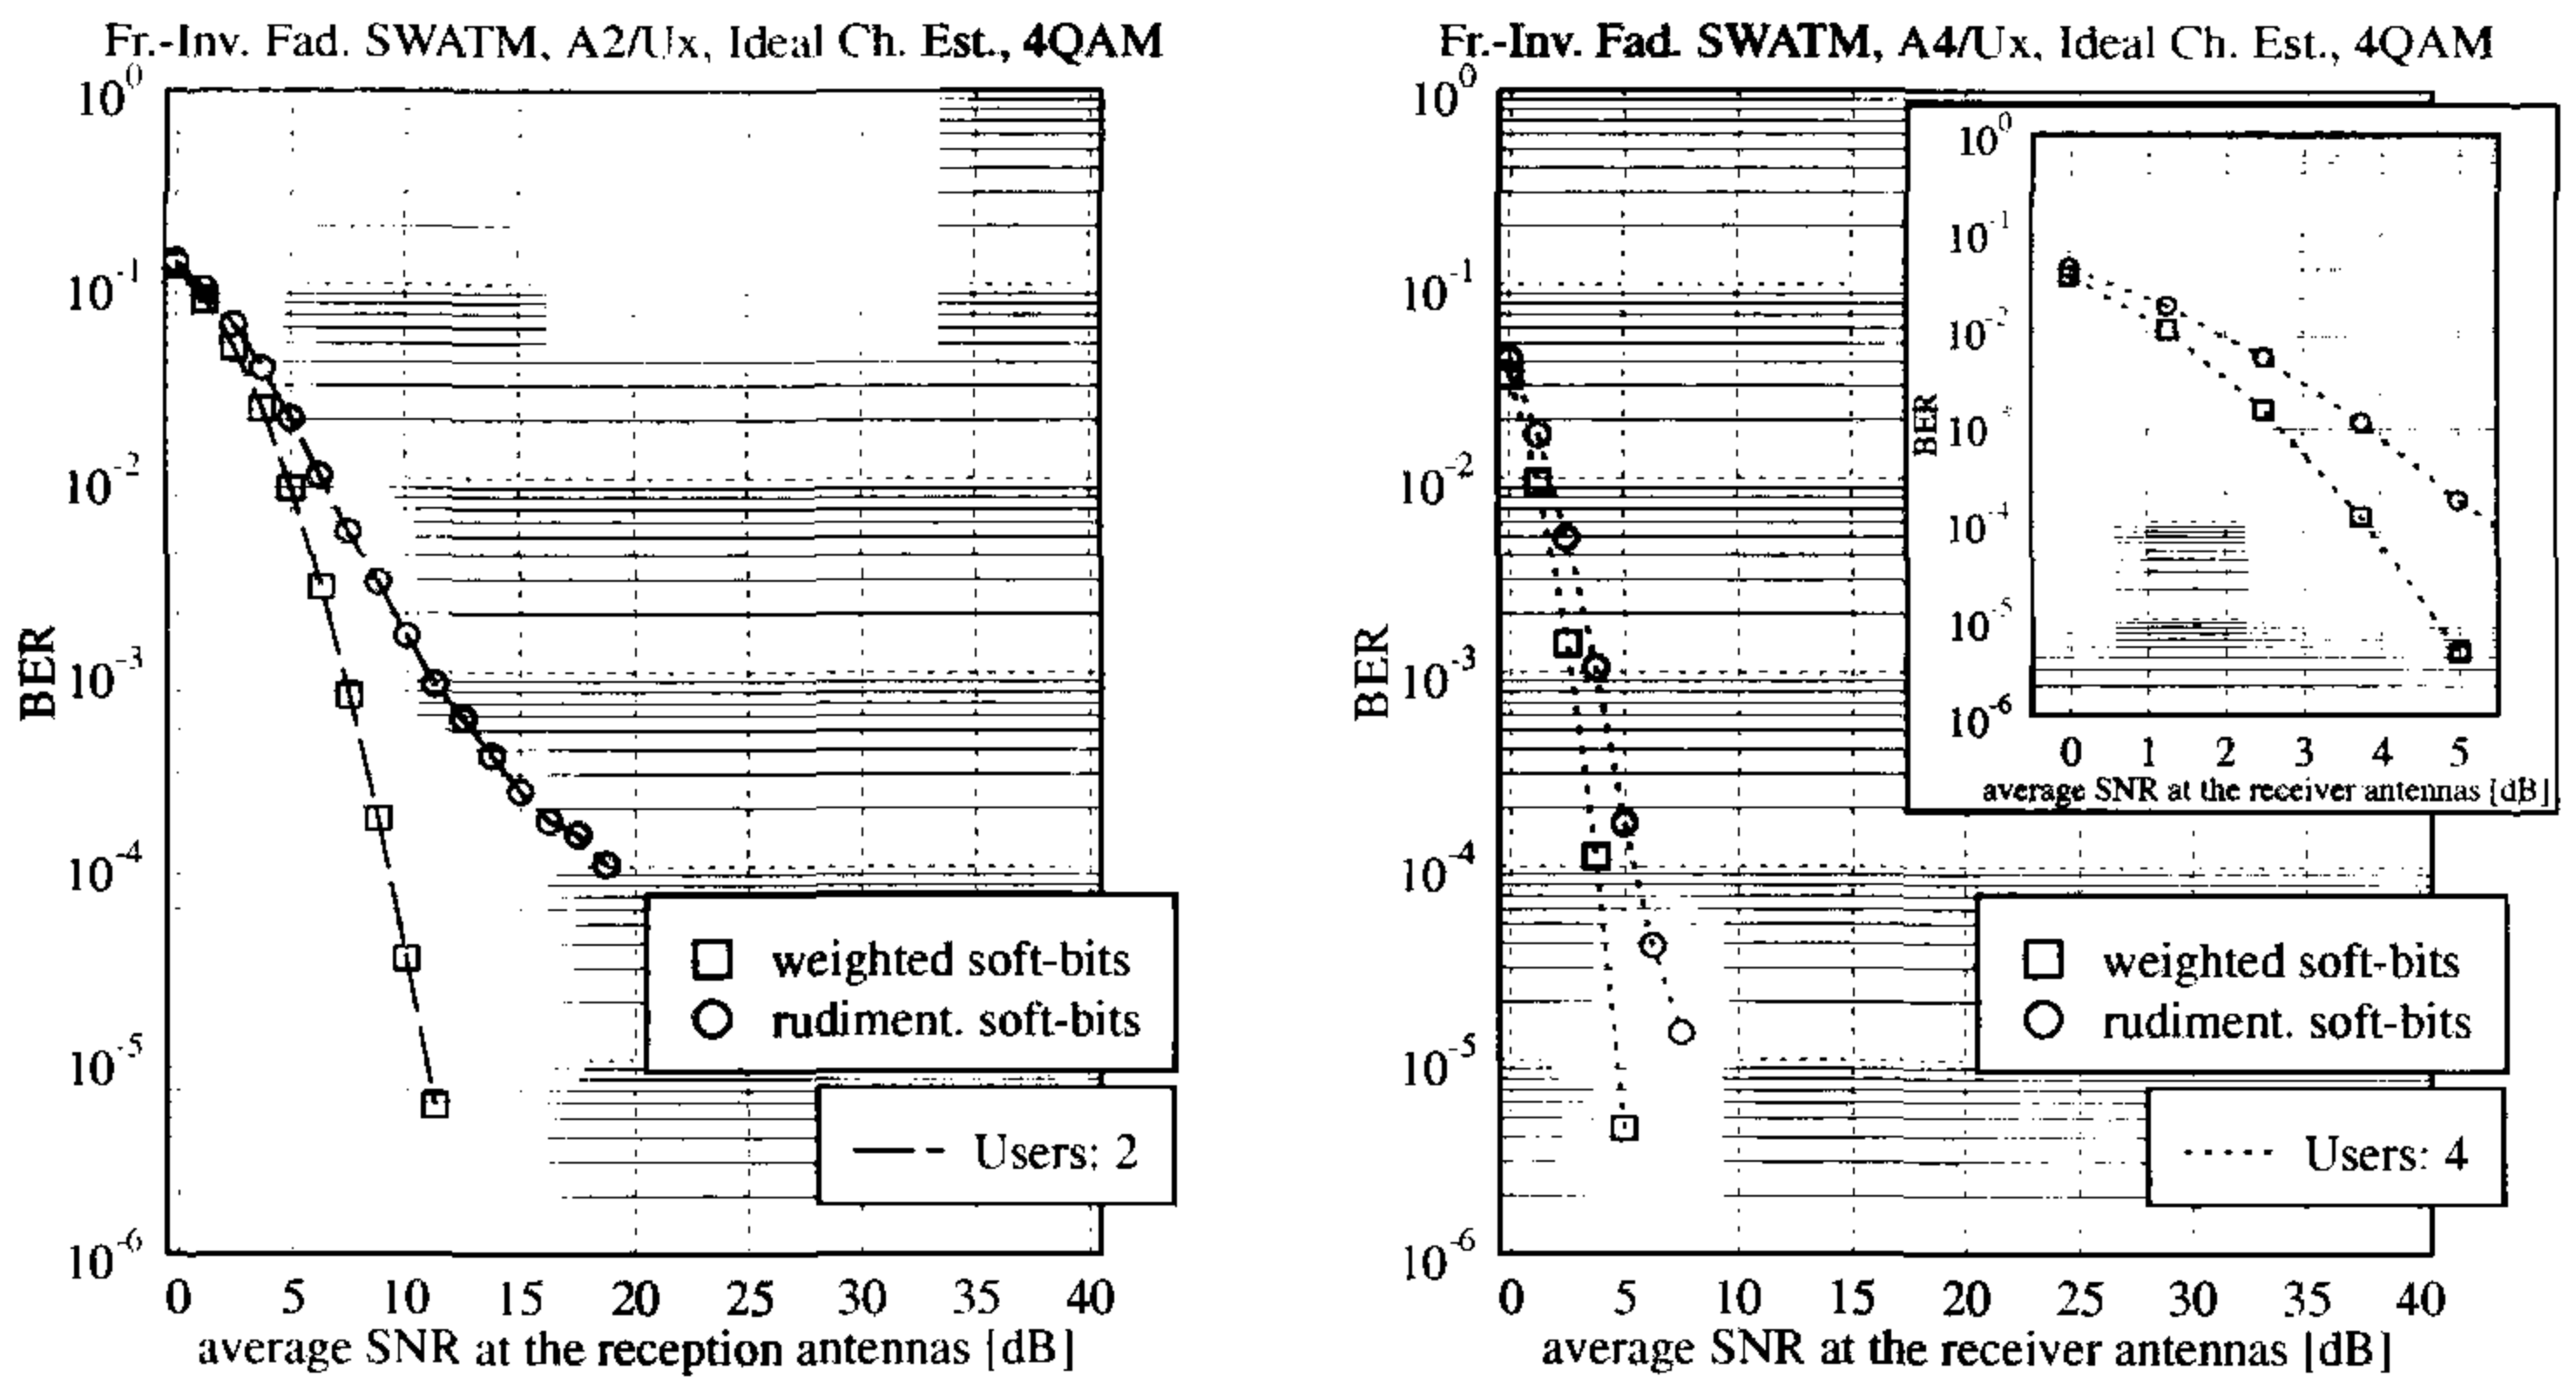 Fr.-Inv. Fad. SWATM, A2/Ux, Ideal Ch. Est., 4QAM
10^0
10^-1
10^-2
10^-3
10^-4
10^-5
10^-6
BER
0 5 10 15 20 25 30 35 40
average SNR at the reception antennas [dB]
weighted soft-bits
rudiment. soft-bits
Users: 2
Fr.-Inv. Fad. SWATM, A4/Ux, Ideal Ch. Est., 4QAM
10^0
10^-1
10^-2
10^-3
10^-4
10^-5
10^-6
BER
0 5 10 15 20 25 30 35 40
average SNR at the receiver antennas [dB]
10^0
10^-1
10^-2
10
10^-4
10^-5
10^-6
BER
0 1 2 3 4 5
average SNR at the receiver antennas [dB]
weighted soft-bits
rudiment. soft-bits
Users: 4